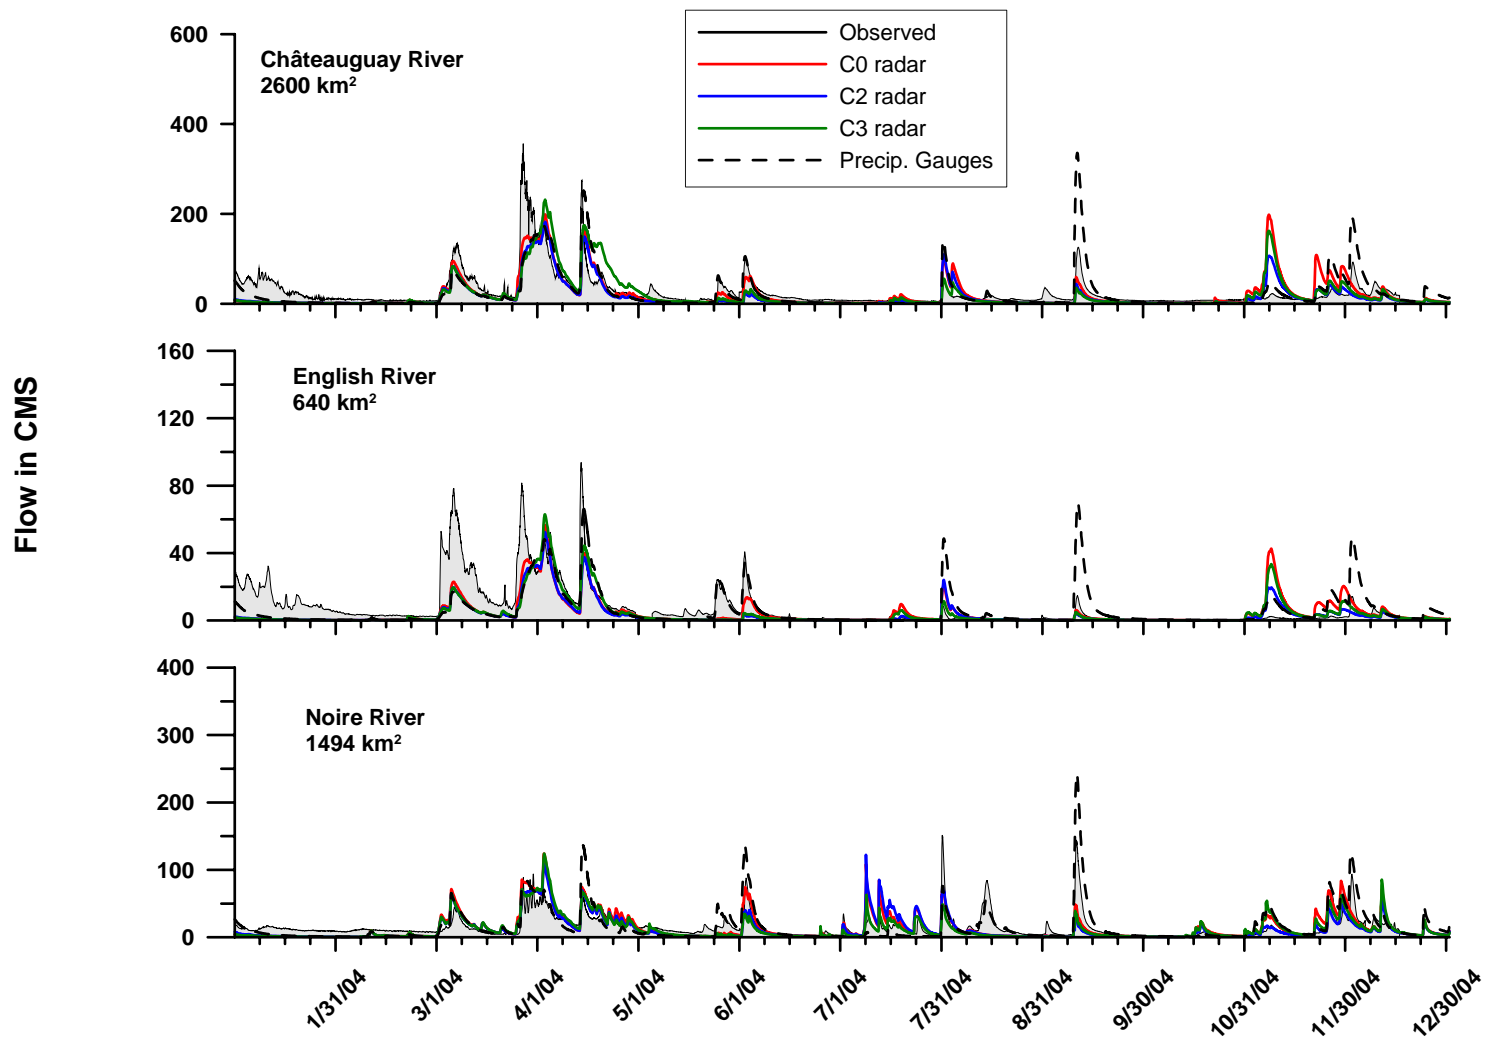 Observed
C0 radar
C2 radar
C3 radar
Precip. Gauges
Flow in CMS
Châteauguay River
2600 km²
600
400
200
0
English River
640 km²
160
120
80
40
0
Noire River
1494 km²
400
300
200
100
0
1/31/04
3/1/04
4/1/04
5/1/04
6/1/04
7/1/04
7/31/04
8/31/04
9/30/04
10/31/04
11/30/04
12/30/04